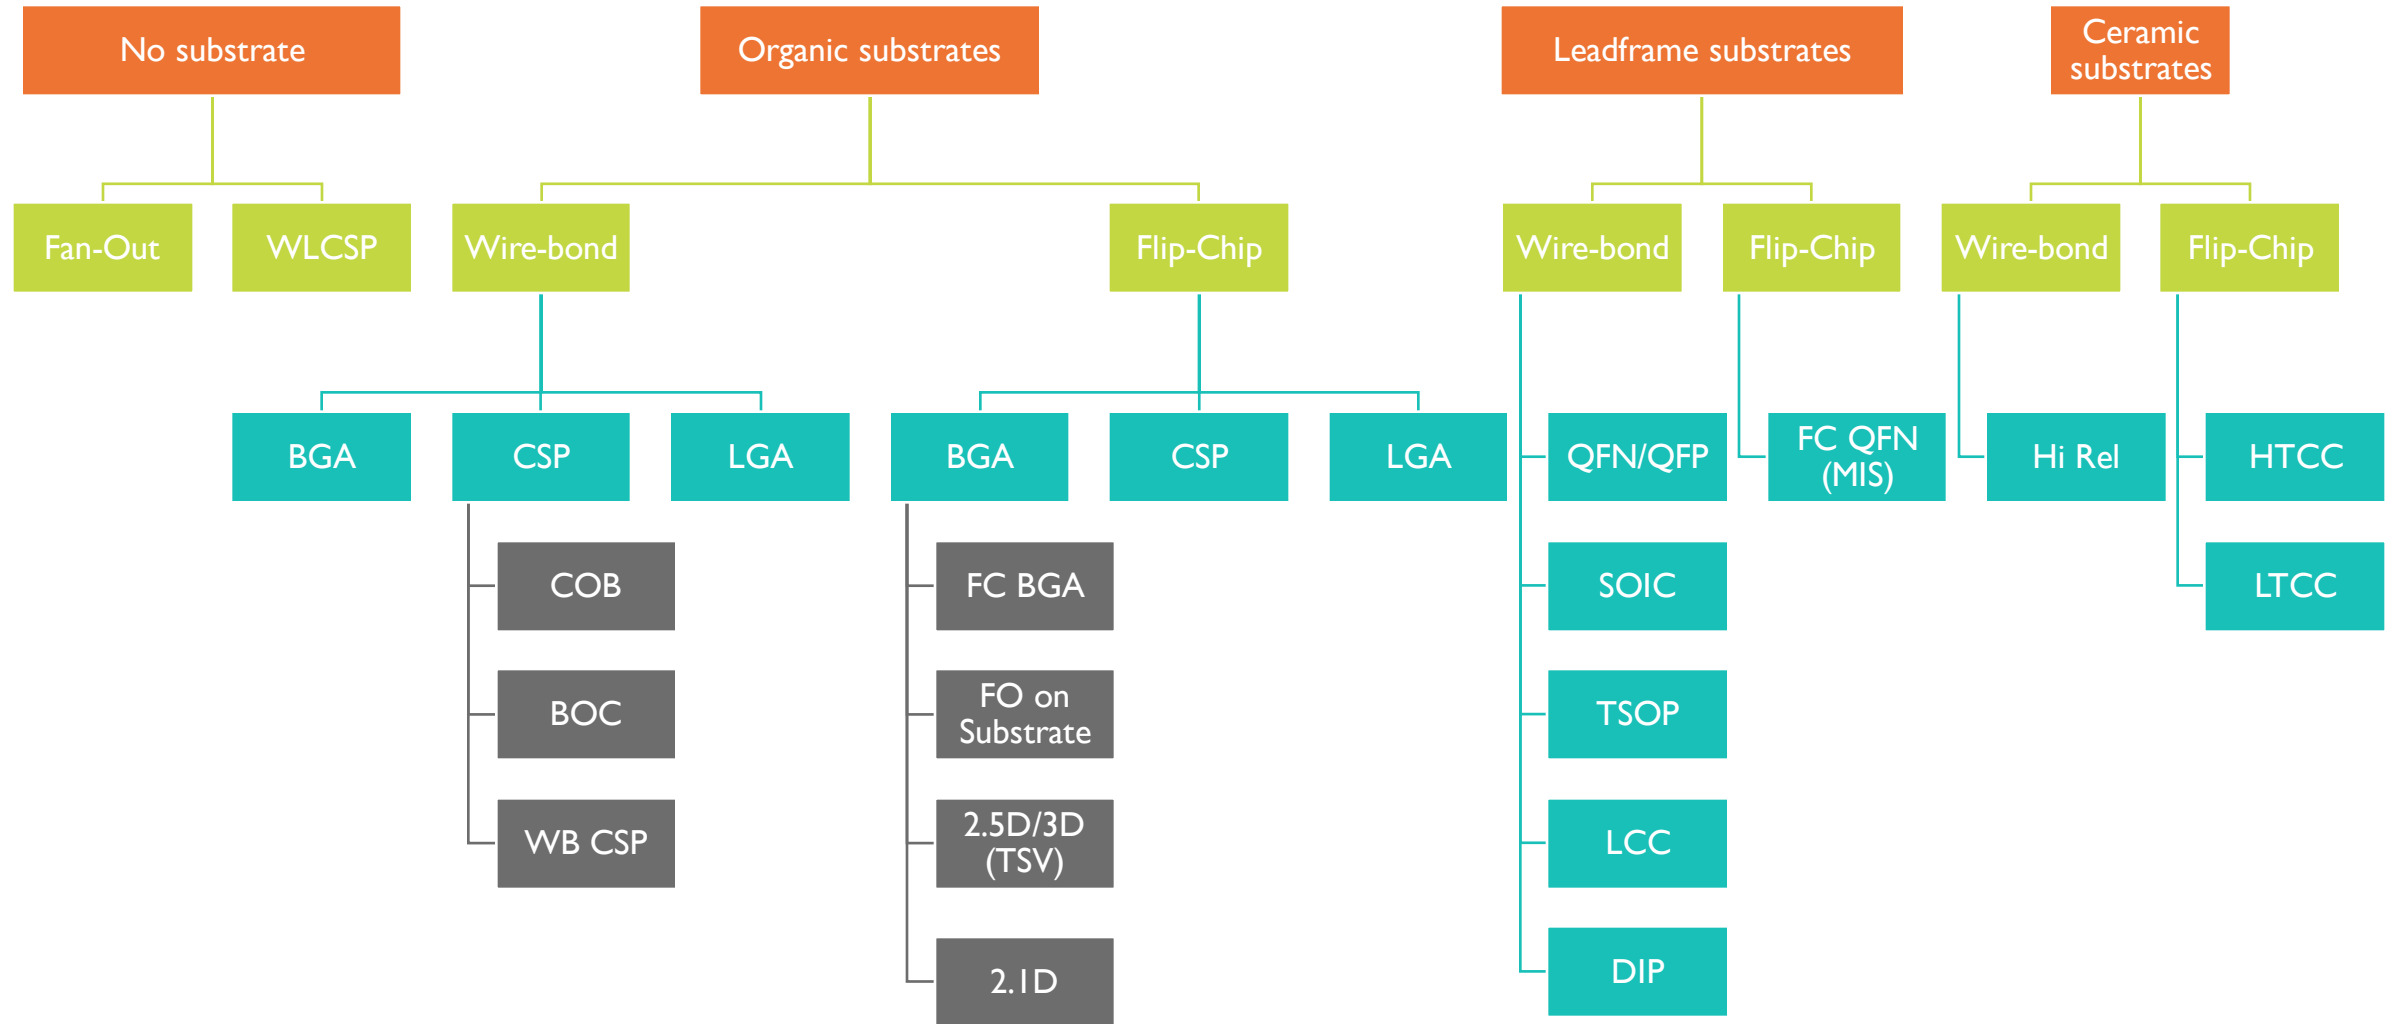 No substrate
Organic substrates
Leadframe substrates
Ceramic
substrates
Fan-Out
WLCSP
Wire-bond
Flip-Chip
Wire-bond
Flip-Chip
Wire-bond
Flip-Chip
BGA
CSP
LGA
BGA
CSP
LGA
QFN/QFP
FC QFN
(MIS)
Hi Rel
HTCC
COB
FC BGA
SOIC
LTCC
BOC
FO on
Substrate
TSOP
WB CSP
2.5D/3D
(TSV)
LCC
2.1D
DIP